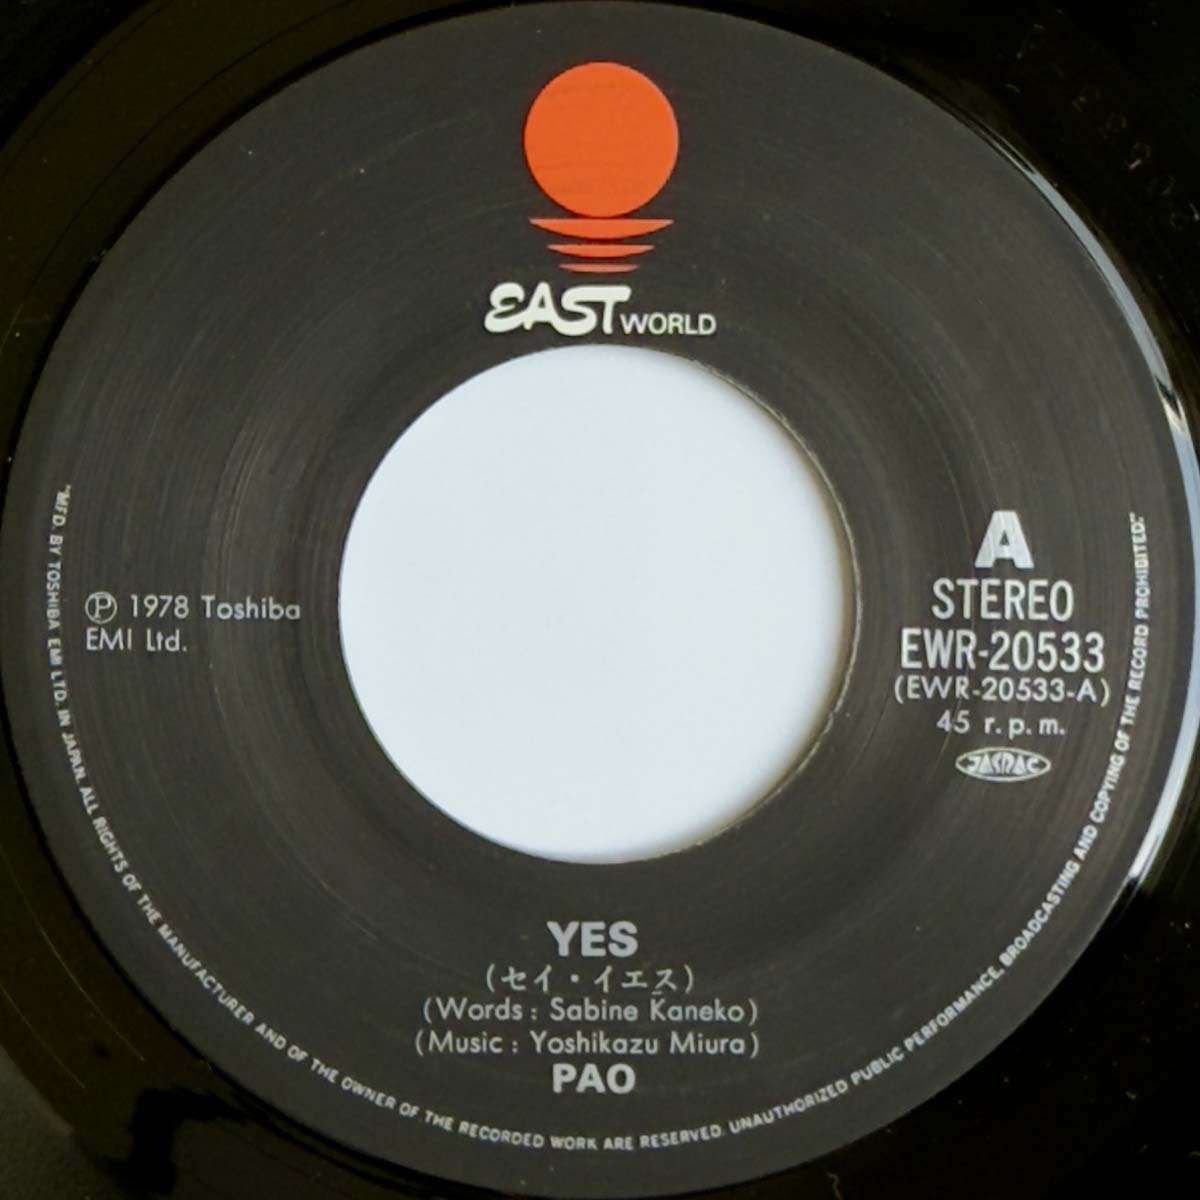 EAST WORLD
Ⓟ 1978 Toshiba
EMI Ltd.
A
STEREO
EWR-20533
(EWR-20533-A)
45 r.p.m.
JASRAC
YES
(セイ・イエス)
(Words : Sabine Kaneko)
(Music : Yoshikazu Miura)
PAO
"MFD. BY TOSHIBA EMI LTD. IN JAPAN. ALL RIGHTS OF THE MANUFACTURER AND OF THE OWNER OF THE RECORDED WORK ARE RESERVED. UNAUTHORIZED PUBLIC PERFORMANCE, BROADCASTING AND COPYING OF THE RECORD PROHIBITED."